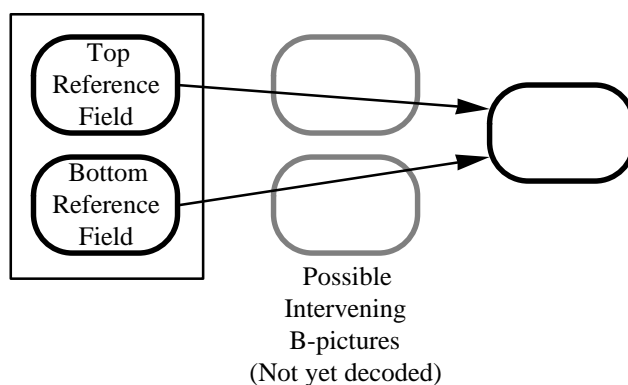 Top
Reference
Field
Bottom
Reference
Field
Possible
Intervening
B-pictures
(Not yet decoded)